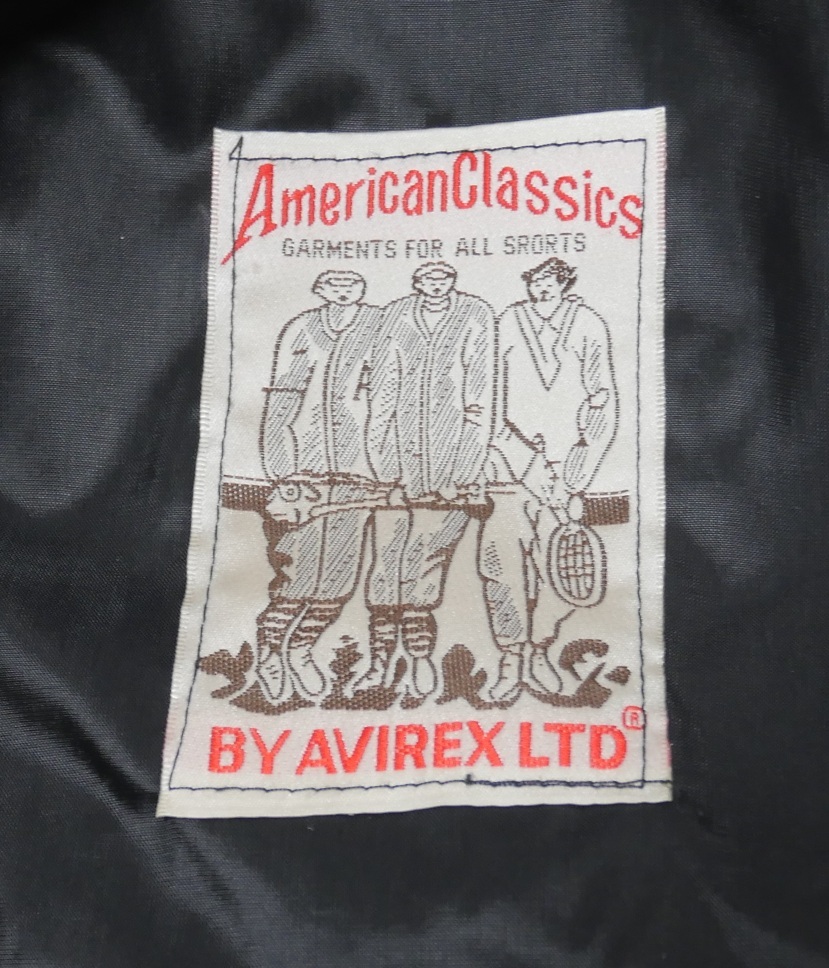 AmericanClassics
GARMENTS FOR ALL SRORTS
BY AVIREX LTD®